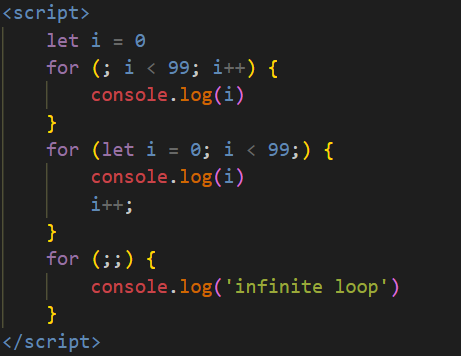 <script>
    let i = 0
    for (; i < 99; i++) {
        console.log(i)
    }
    for (let i = 0; i < 99;) {
        console.log(i)
        i++;
    }
    for (;;) {
        console.log('infinite loop')
    }
</script>